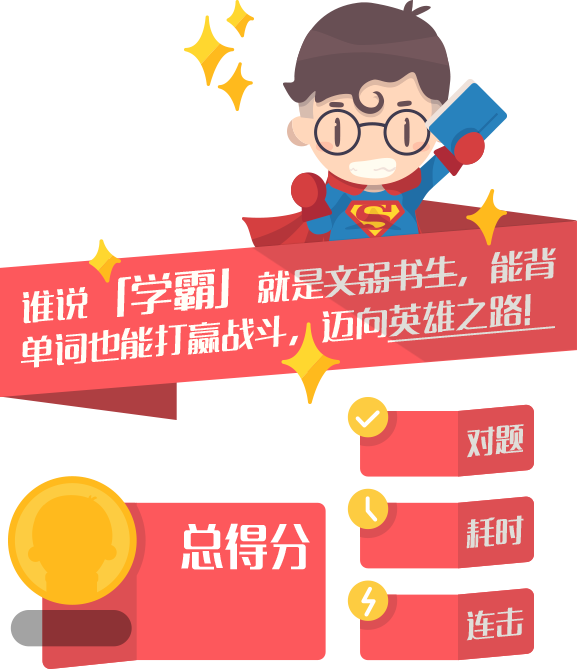 谁说「学霸」就是文弱书生，能背
单词也能打赢战斗，迈向英雄之路!
对题
总得分
耗时
连击